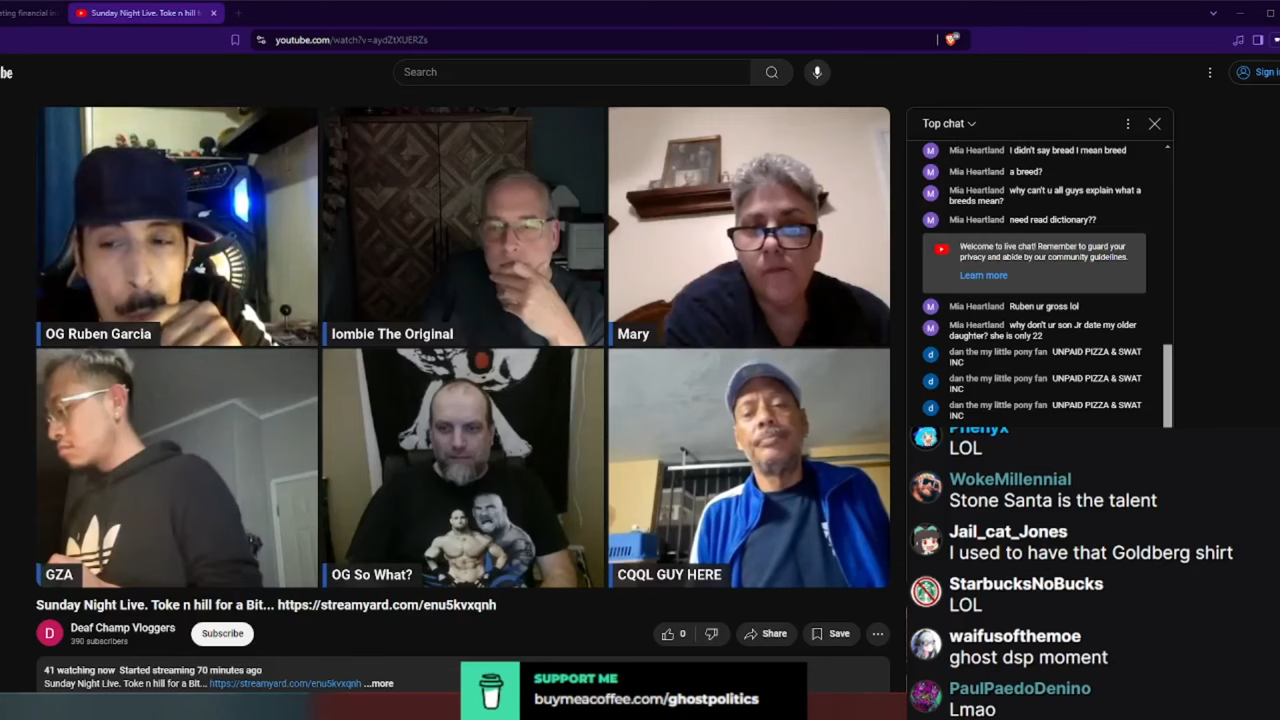 eting financial in
Sunday Night Live. Toke n hill f
youtube.com/watch?v=aydZtXUERZs
be
Search
Sign i
OG Ruben Garcia
Iombie The Original
Mary
GZA
OG So What?
CQQL GUY HERE
Sunday Night Live. Toke n hill for a Bit... https://streamyard.com/enu5kvxqnh
D
Deaf Champ Vloggers
390 subscribers
Subscribe
0
Share
Save
41 watching now Started streaming 70 minutes ago
Sunday Night Live. Toke n hill for a Bit... https://streamyard.com/enu5kvxqnh ...more
SUPPORT ME
buymeacoffee.com/ghostpolitics
Top chat
M Mia Heartland I didn't say bread I mean breed
M Mia Heartland a breed?
M Mia Heartland why can't u all guys explain what a
breeds mean?
M Mia Heartland need read dictionary??
Welcome to live chat! Remember to guard your
privacy and abide by our community guidelines.
Learn more
M Mia Heartland Ruben ur gross lol
M Mia Heartland why don't ur son Jr date my older
daughter? she is only 22
d dan the my little pony fan UNPAID PIZZA & SWAT
INC
d dan the my little pony fan UNPAID PIZZA & SWAT
INC
d dan the my little pony fan UNPAID PIZZA & SWAT
INC
Phenyx
LOL
WokeMillennial
Stone Santa is the talent
Jail_cat_Jones
I used to have that Goldberg shirt
StarbucksNoBucks
LOL
waifusofthemoe
ghost dsp moment
PaulPaedoDenino
Lmao